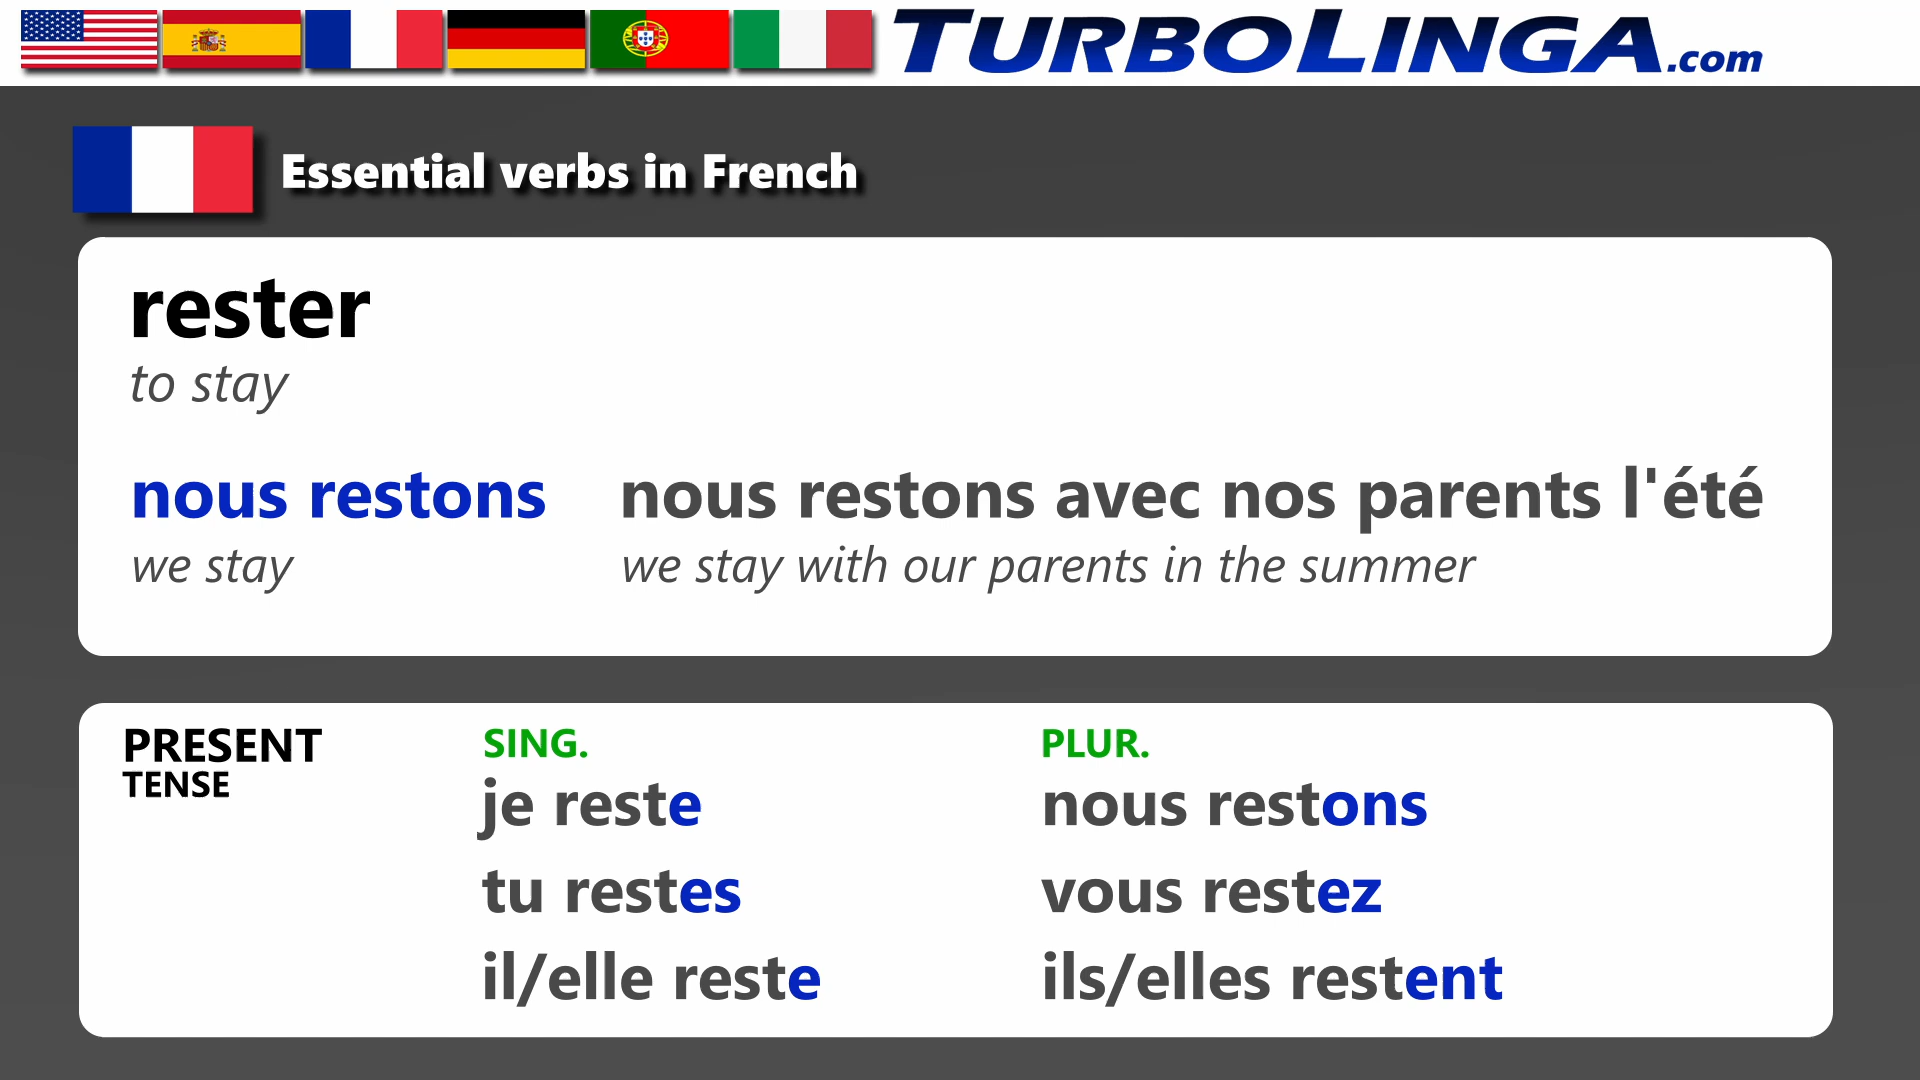 TURBOLINGA.com
Essential verbs in French
rester
to stay
nous restons
we stay
nous restons avec nos parents l'été
we stay with our parents in the summer
PRESENT
TENSE
SING.
je reste
tu restes
il/elle reste
PLUR.
nous restons
vous restez
ils/elles restent